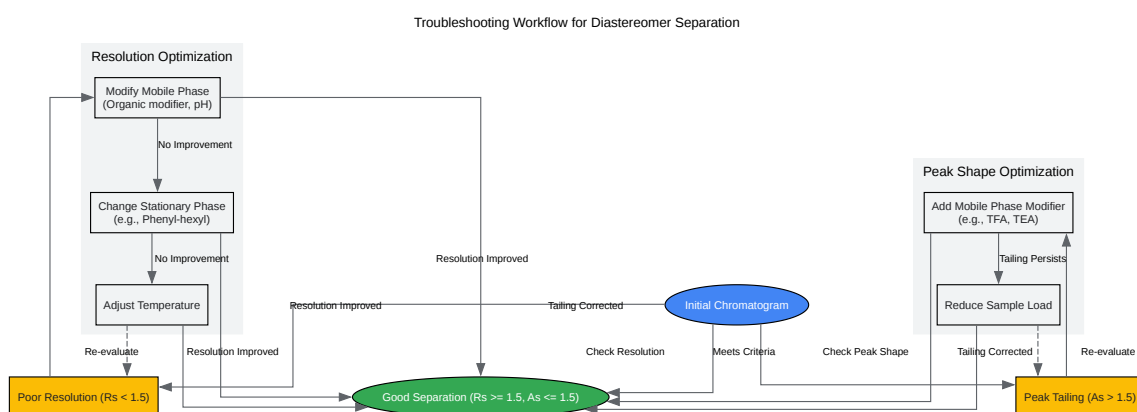 Troubleshooting Workflow for Diastereomer Separation
Resolution Optimization
Modify Mobile Phase
(Organic modifier, pH)
No Improvement
Peak Shape Optimization
Change Stationary Phase
(e.g., Phenyl-hexyl)
Add Mobile Phase Modifier
(e.g., TFA, TEA)
No Improvement
Resolution Improved
Tailing Persists
Adjust Temperature
Resolution Improved
Tailing Corrected
Initial Chromatogram
Reduce Sample Load
Re-evaluate
Resolution Improved
Check Resolution
Meets Criteria
Check Peak Shape
Tailing Corrected
Re-evaluate
Poor Resolution (Rs < 1.5)
Good Separation (Rs >= 1.5, As <= 1.5)
Peak Tailing (As > 1.5)